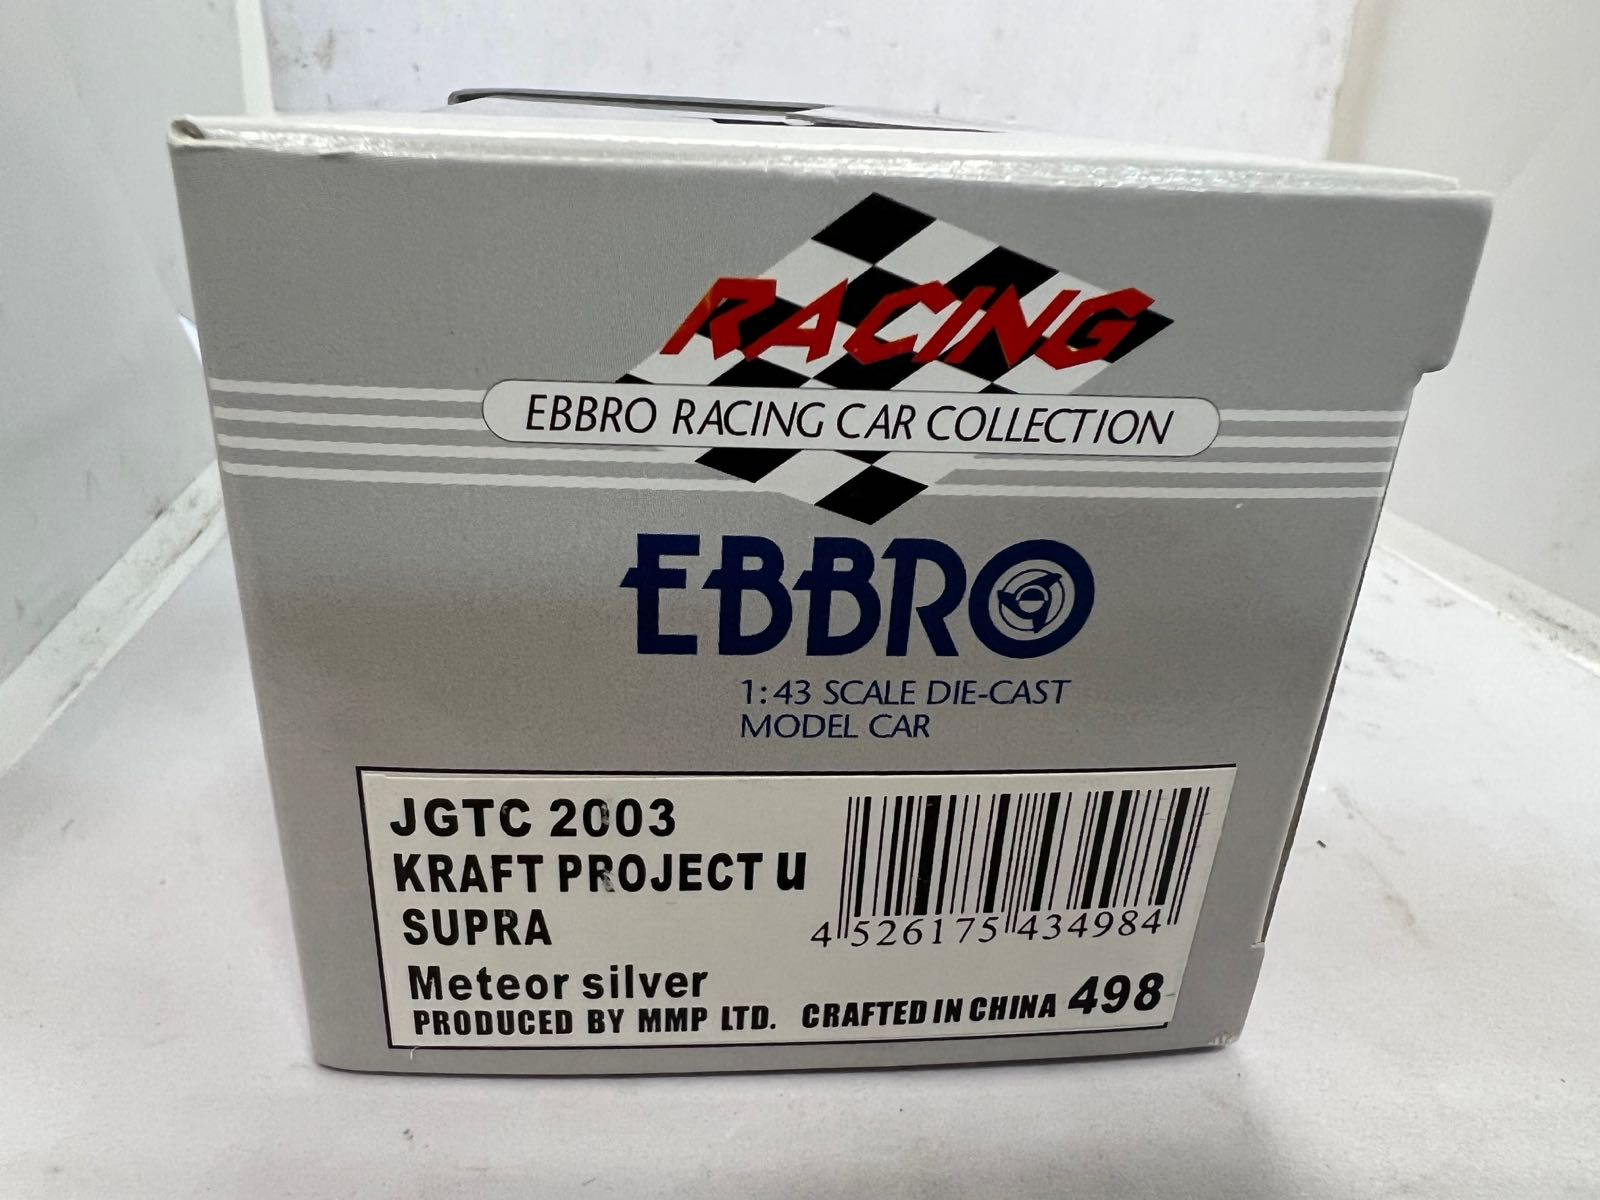 RACING
EBBRO RACING CAR COLLECTION
EBBRO
1:43 SCALE DIE-CAST
MODEL CAR
JGTC 2003
KRAFT PROJECT u
SUPRA
4 526175 434984
Meteor silver
PRODUCED BY MMP LTD. CRAFTED IN CHINA 498